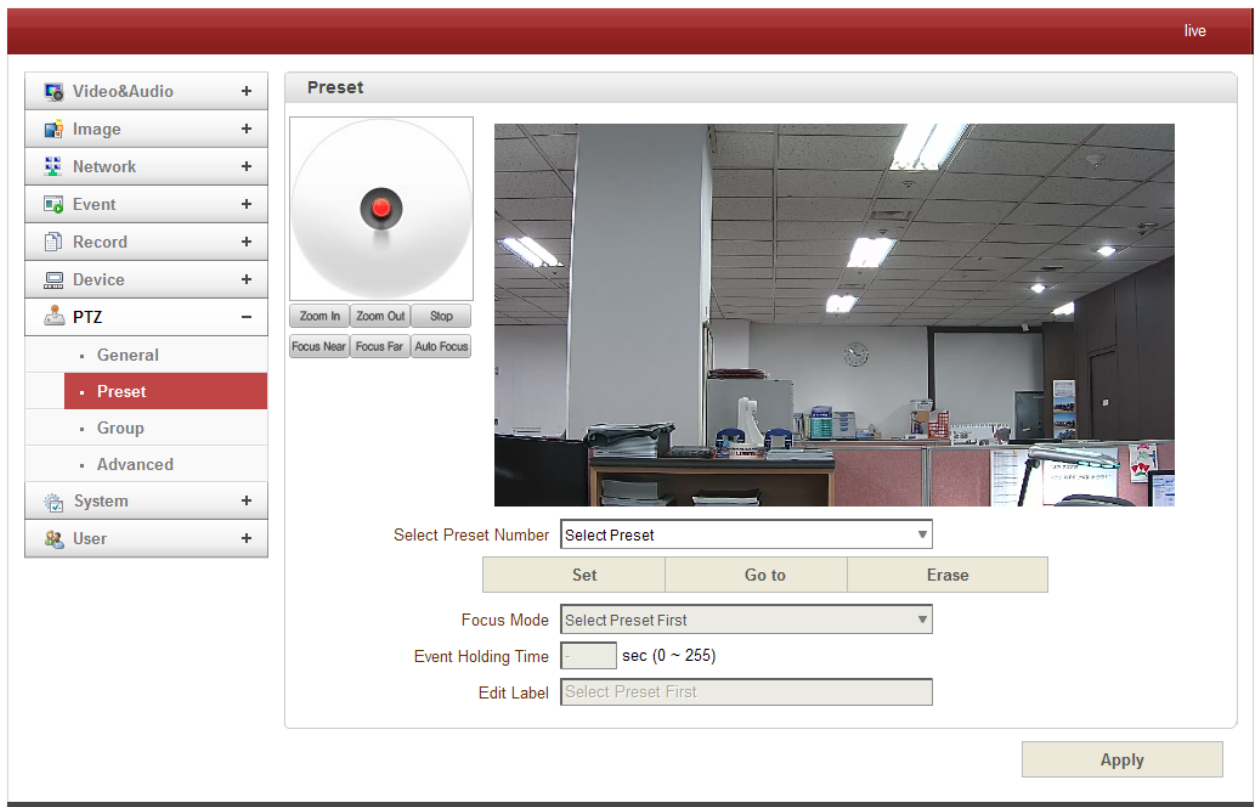 live
Video&Audio +
Image +
Network +
Event +
Record +
Device +
PTZ −
General
Preset
Group
Advanced
System +
User +
Preset
Zoom In Zoom Out Stop
Focus Near Focus Far Auto Focus
Select Preset Number Select Preset
Set Go to Erase
Focus Mode Select Preset First
Event Holding Time - sec (0 ~ 255)
Edit Label Select Preset First
Apply